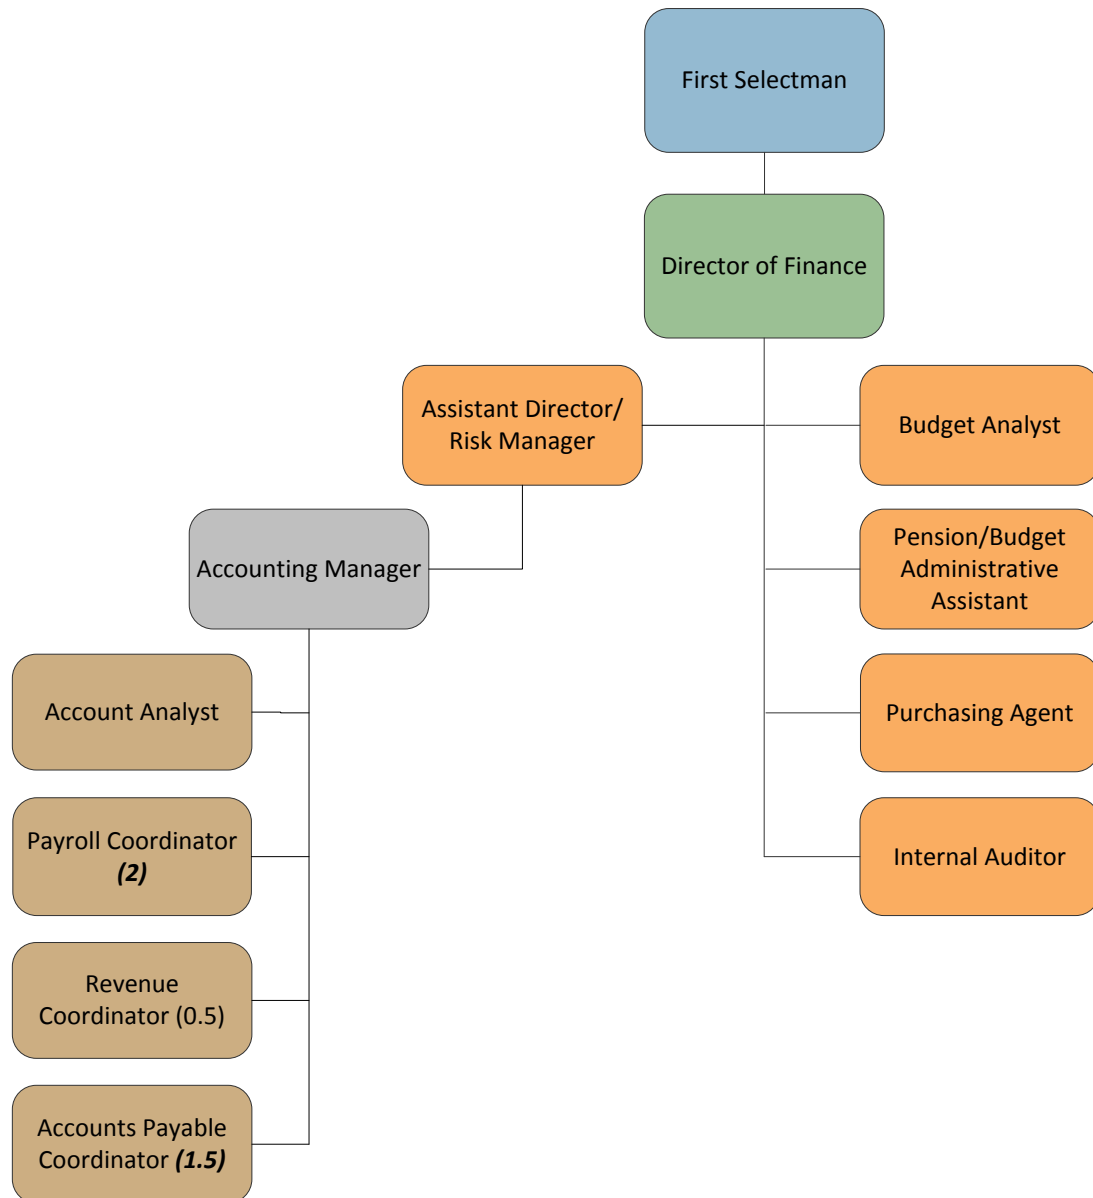 First Selectman
Director of Finance
Assistant Director/
Risk Manager
Budget Analyst
Accounting Manager
Pension/Budget
Administrative
Assistant
Account Analyst
Purchasing Agent
Payroll Coordinator
(2)
Internal Auditor
Revenue
Coordinator (0.5)
Accounts Payable
Coordinator (1.5)